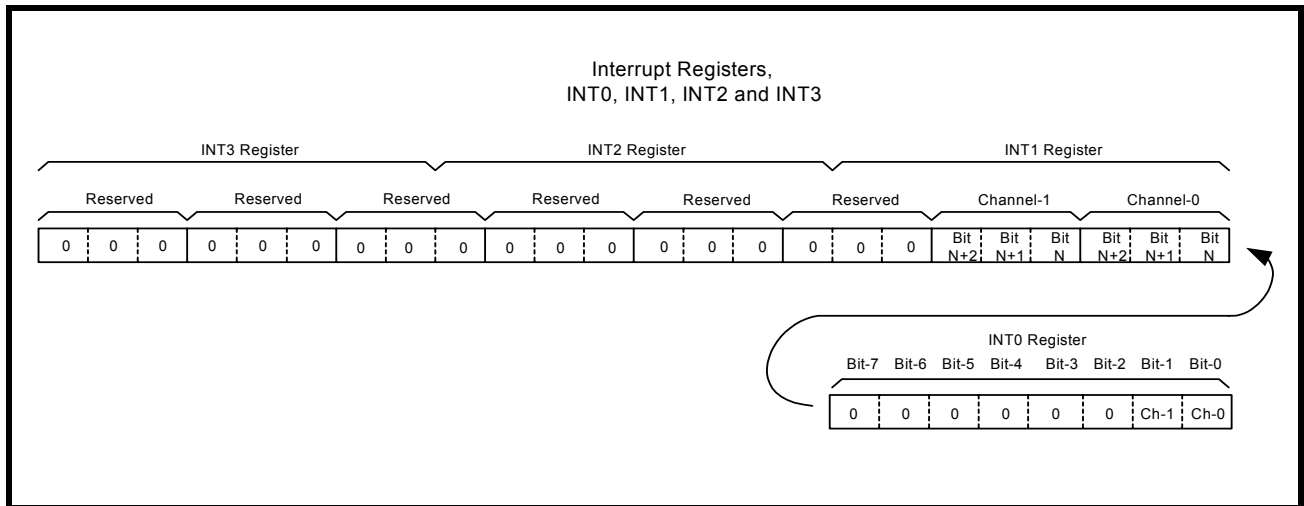 Interrupt Registers,
INT0, INT1, INT2 and INT3
INT3 Register INT2 Register INT1 Register
Reserved Reserved Reserved Reserved Reserved Reserved Channel-1 Channel-0
0 0 0 0 0 0 0 0 0 0 0 0 0 0 0 0 0 0 Bit N+2 Bit N+1 Bit N Bit N+2 Bit N+1 Bit N
INT0 Register
Bit-7 Bit-6 Bit-5 Bit-4 Bit-3 Bit-2 Bit-1 Bit-0
0 0 0 0 0 0 Ch-1 Ch-0